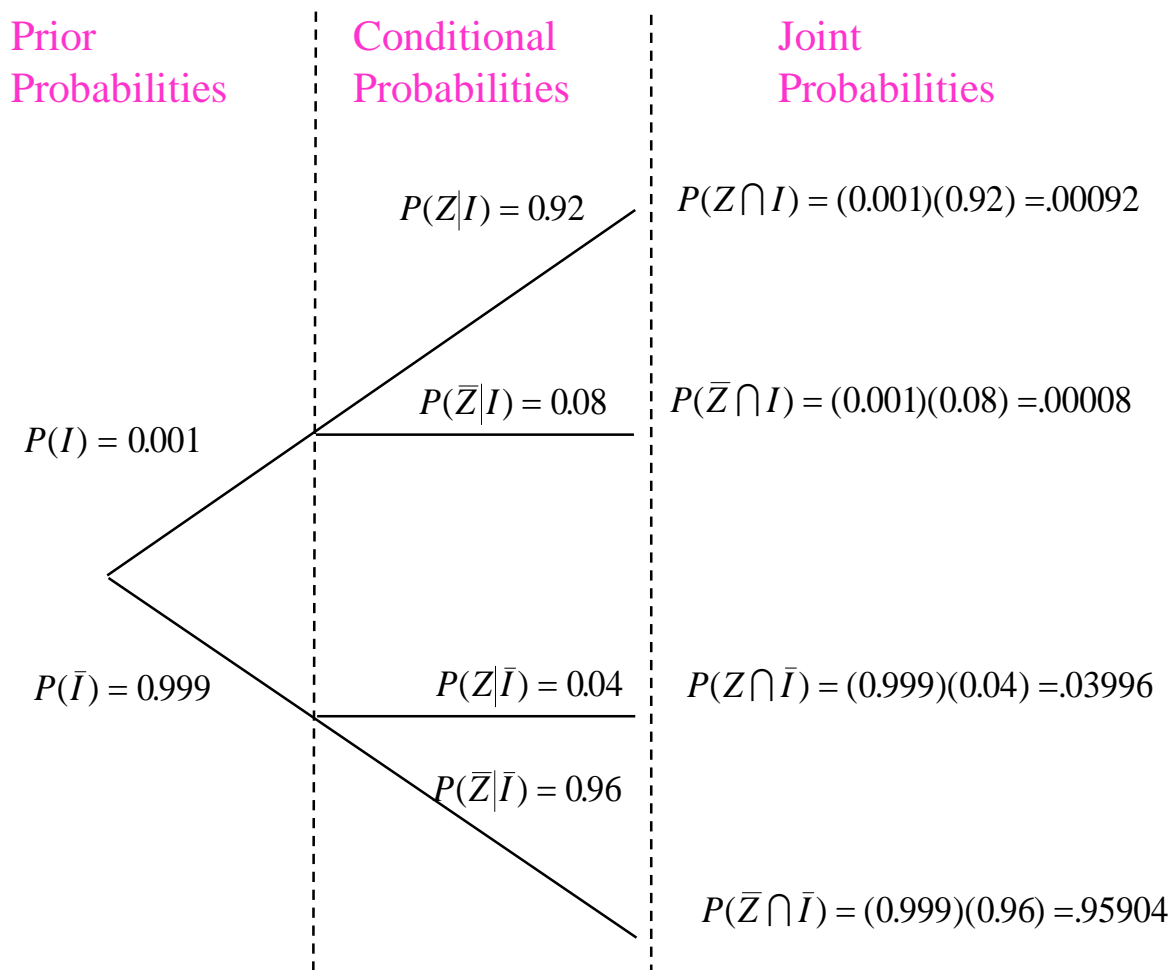 Prior
Probabilities
Conditional
Probabilities
Joint
Probabilities
P(Z|I) = 0.92
P(Z⋂I) = (0.001)(0.92) =.00092
P(Z̅|I) = 0.08
P(Z̅⋂I) = (0.001)(0.08) =.00008
P(I) = 0.001
P(I̅) = 0.999
P(Z|I̅) = 0.04
P(Z⋂I̅) = (0.999)(0.04) =.03996
P(Z̅|I̅) = 0.96
P(Z̅⋂I̅) = (0.999)(0.96) =.95904